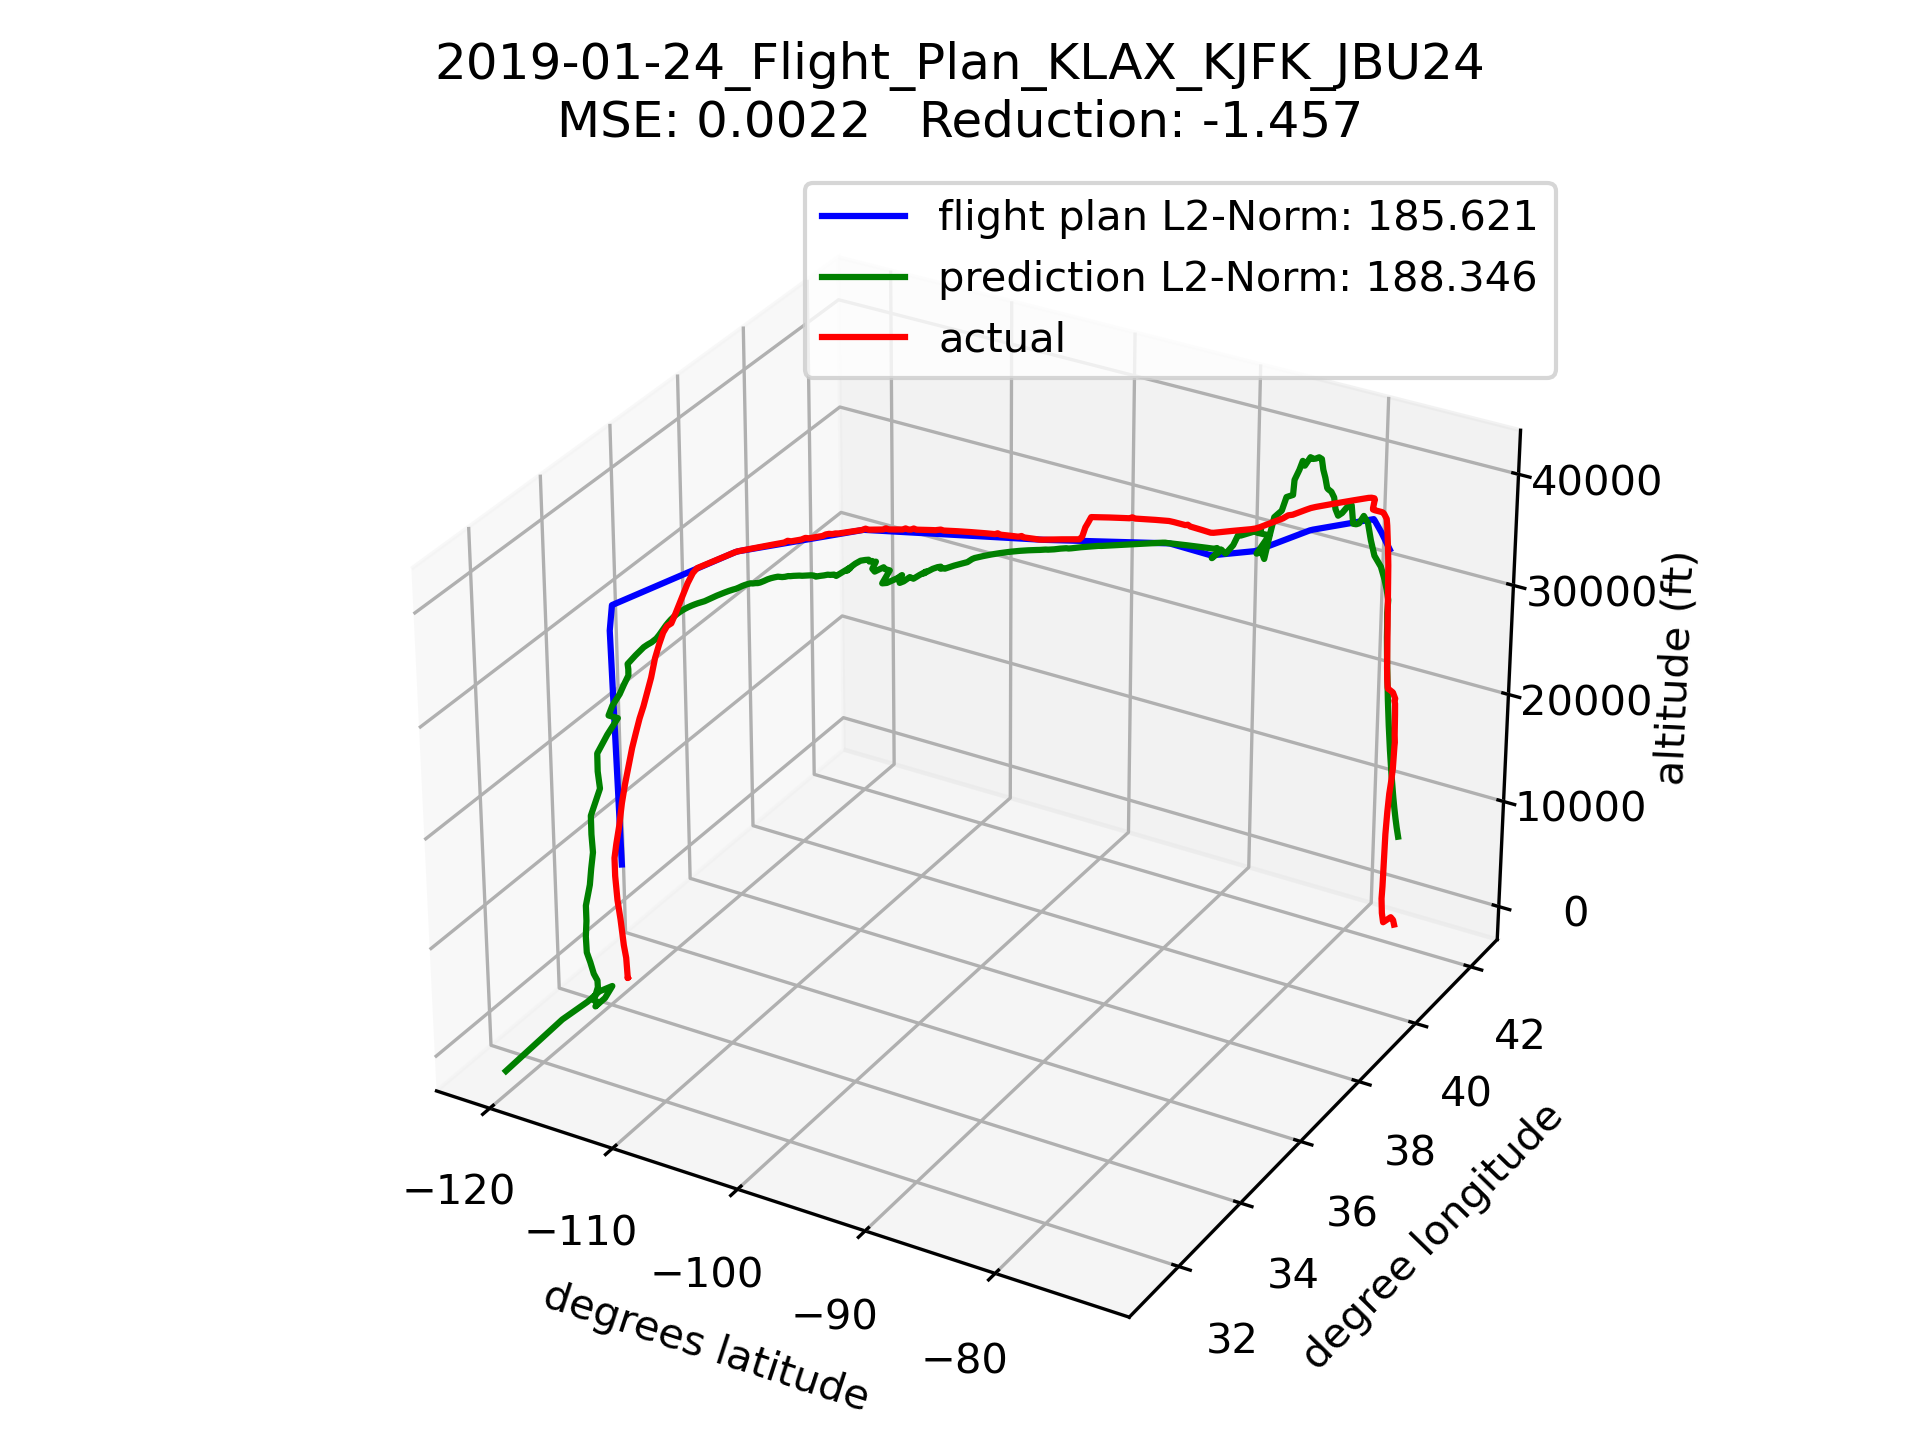 2019-01-24_Flight_Plan_KLAX_KJFK_JBU24
MSE: 0.0022   Reduction: -1.457
flight plan L2-Norm: 185.621
prediction L2-Norm: 188.346
actual
40000
30000
20000
10000
0
altitude (ft)
42
40
38
36
34
32
degree longitude
−120
−110
−100
−90
−80
degrees latitude